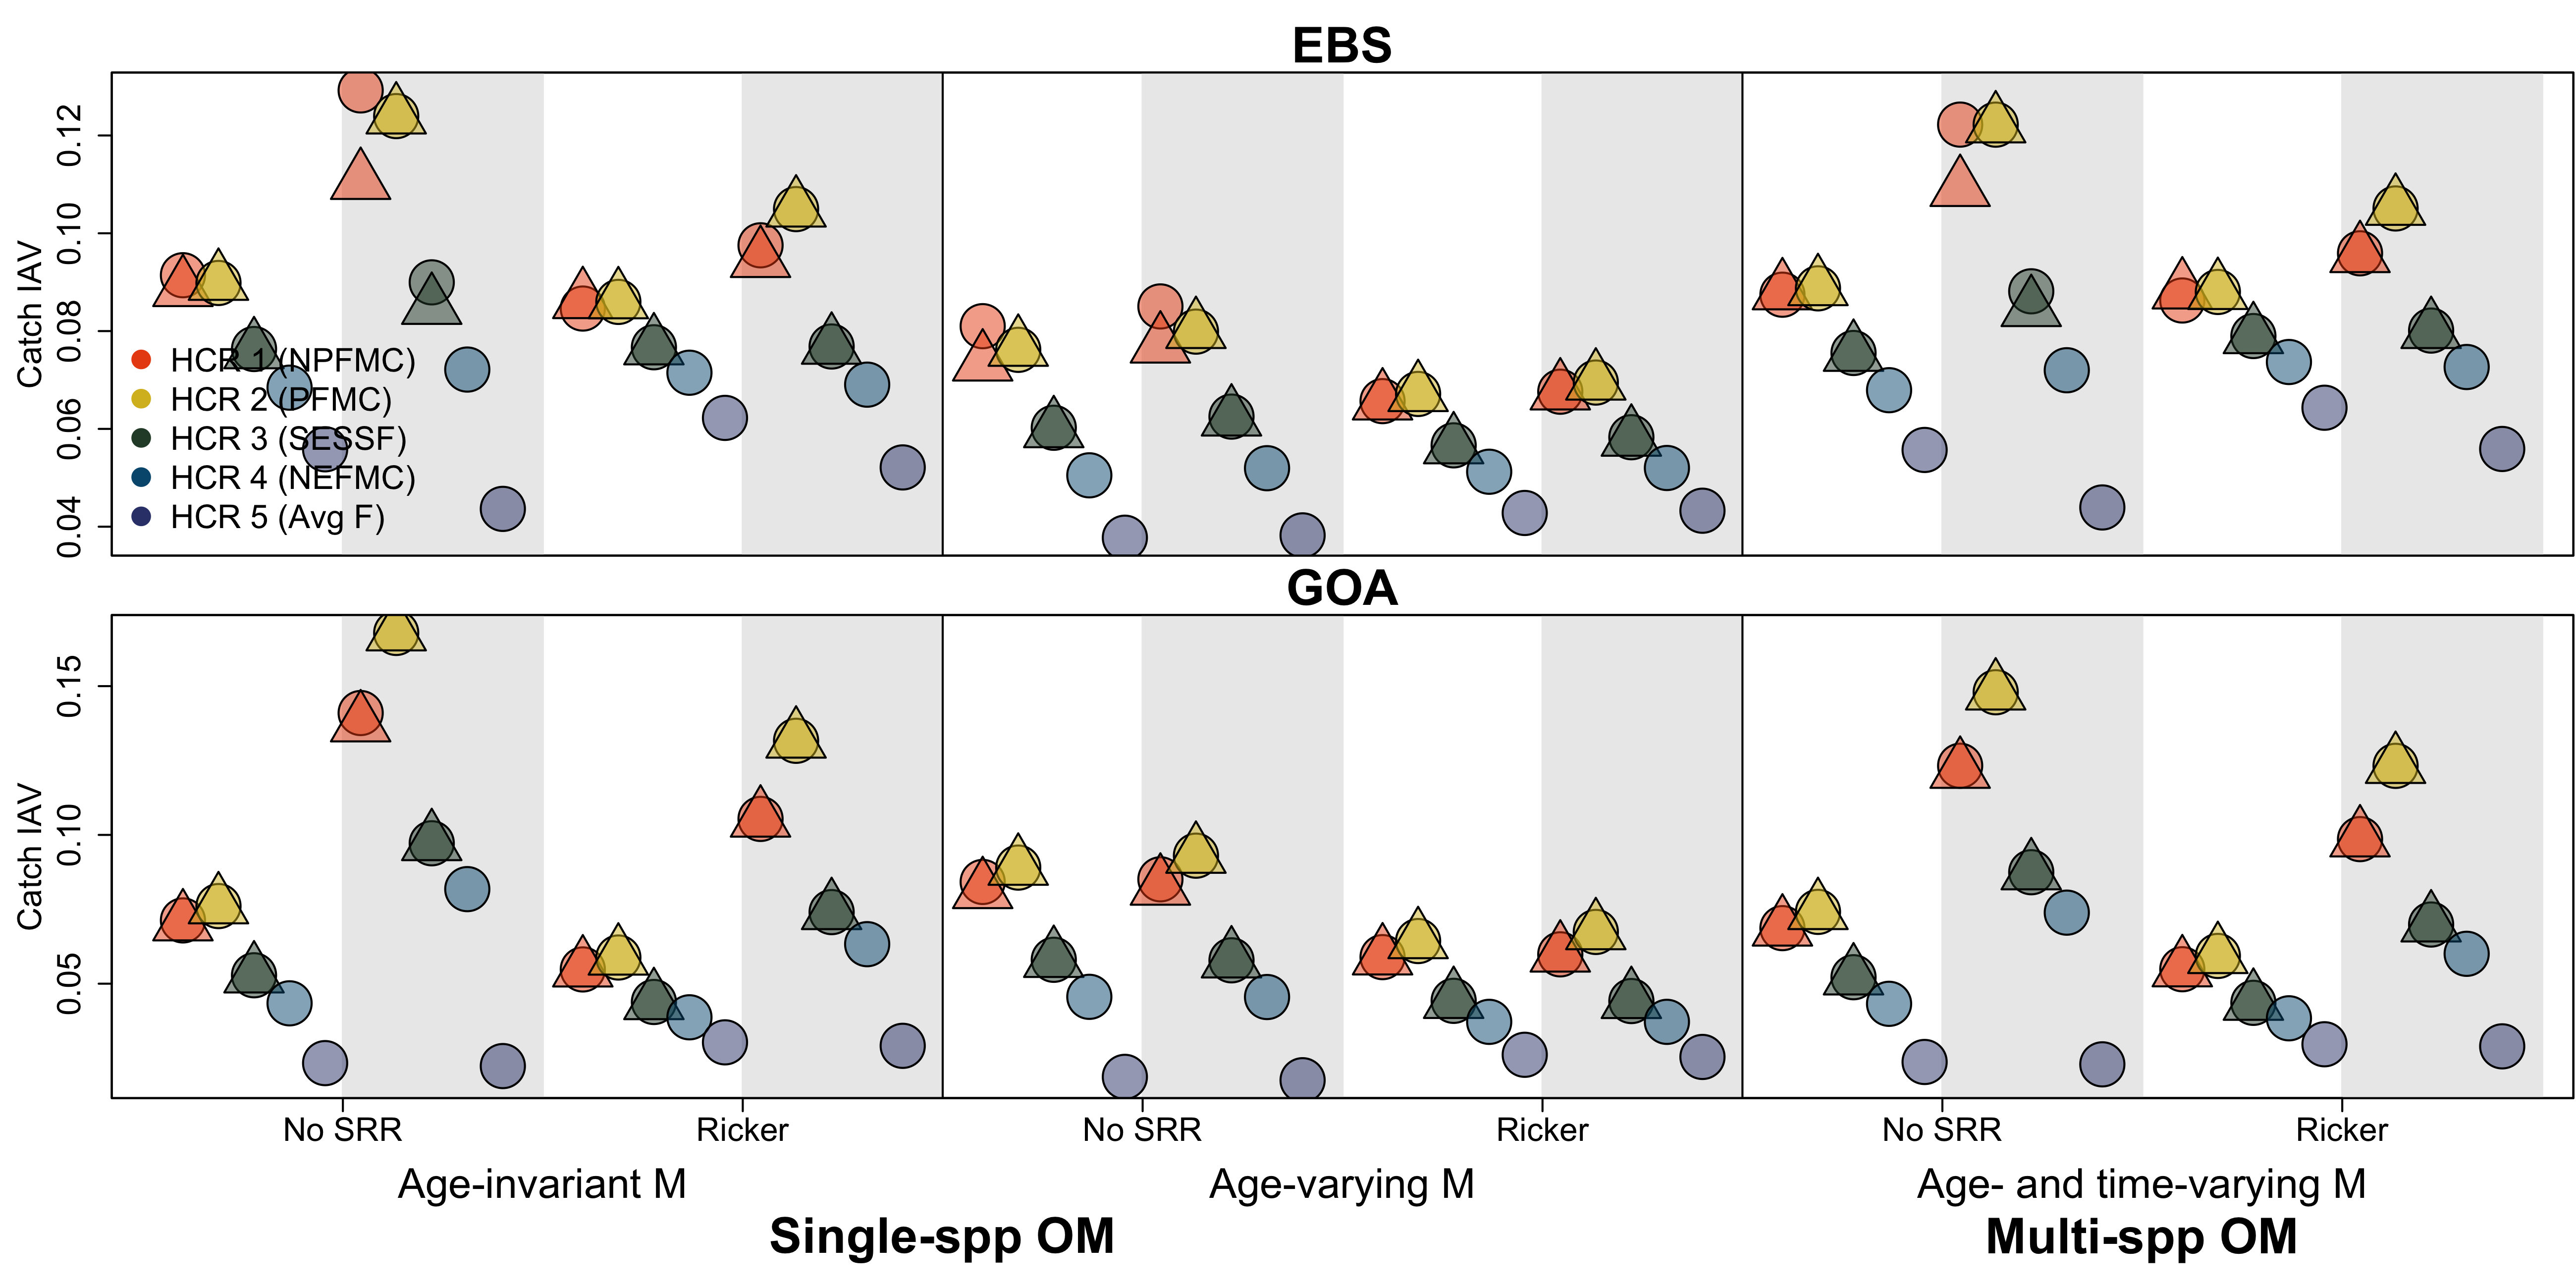 EBS
Catch IAV
0.12
0.10
0.08
0.06
0.04
HCR 1 (NPFMC)
HCR 2 (PFMC)
HCR 3 (SESSF)
HCR 4 (NEFMC)
HCR 5 (Avg F)
GOA
Catch IAV
0.15
0.10
0.05
No SRR Ricker No SRR Ricker No SRR Ricker
Age-invariant M Age-varying M Age- and time-varying M
Single-spp OM Multi-spp OM